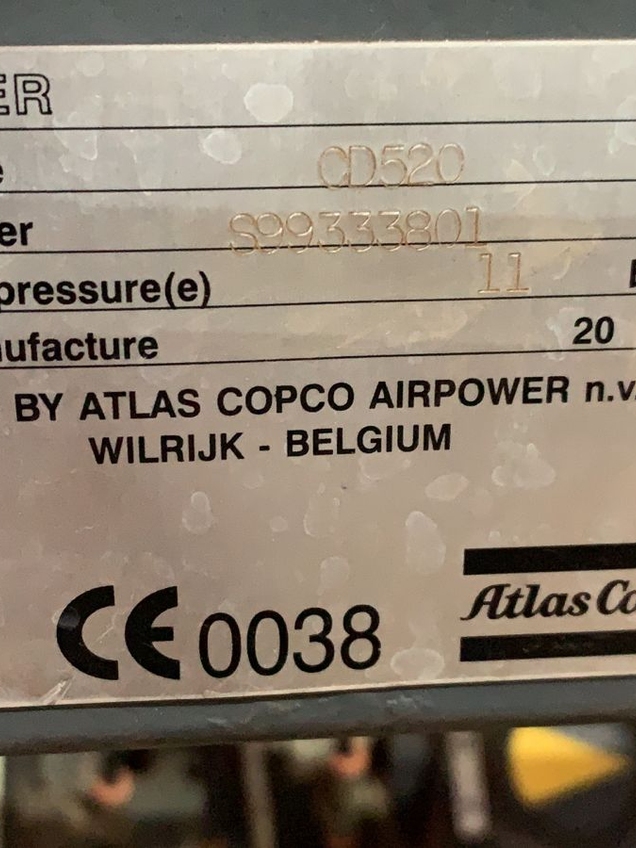 ER
e CD520
er S99333801
pressure(e) 11
ufacture 20
BY ATLAS COPCO AIRPOWER n.v.
WILRIJK - BELGIUM
CE 0038
Atlas Co